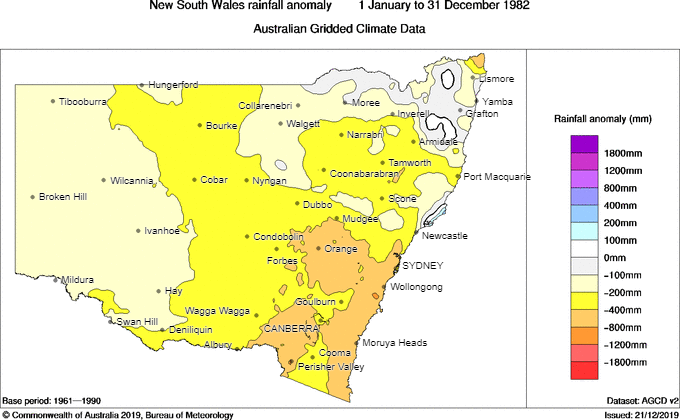 New South Wales rainfall anomaly 1 January to 31 December 1982
Australian Gridded Climate Data
Hungerford
Lismore
Tibooburra
Collarenebri
Moree
Yamba
Inverell
Grafton
Bourke
Walgett
Narrabri
Armidale
Tamworth
Coonabarabran
Port Macquarie
Wilcannia
Cobar
Nyngan
Broken Hill
Scone
Dubbo
Mudgee
Ivanhoe
Condobolin
Newcastle
Orange
Forbes
SYDNEY
Mildura
Wollongong
Hay
Goulburn
Wagga Wagga
Swan Hill
Deniliquin
CANBERRA
Albury
Moruya Heads
Cooma
Perisher Valley
Rainfall anomaly (mm)
1800mm
1200mm
800mm
400mm
200mm
100mm
0mm
-100mm
-200mm
-400mm
-800mm
-1200mm
-1800mm
Base period: 1961—1990
Dataset: AGCD v2
© Commonwealth of Australia 2019, Bureau of Meteorology
Issued: 21/12/2019